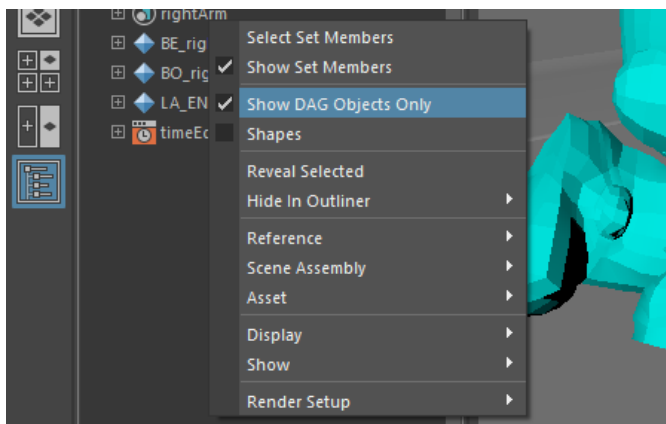 rightArm
BE_rig
BO_rig
LA_EN
timeEc
Select Set Members
Show Set Members
Show DAG Objects Only
Shapes
Reveal Selected
Hide In Outliner
Reference
Scene Assembly
Asset
Display
Show
Render Setup